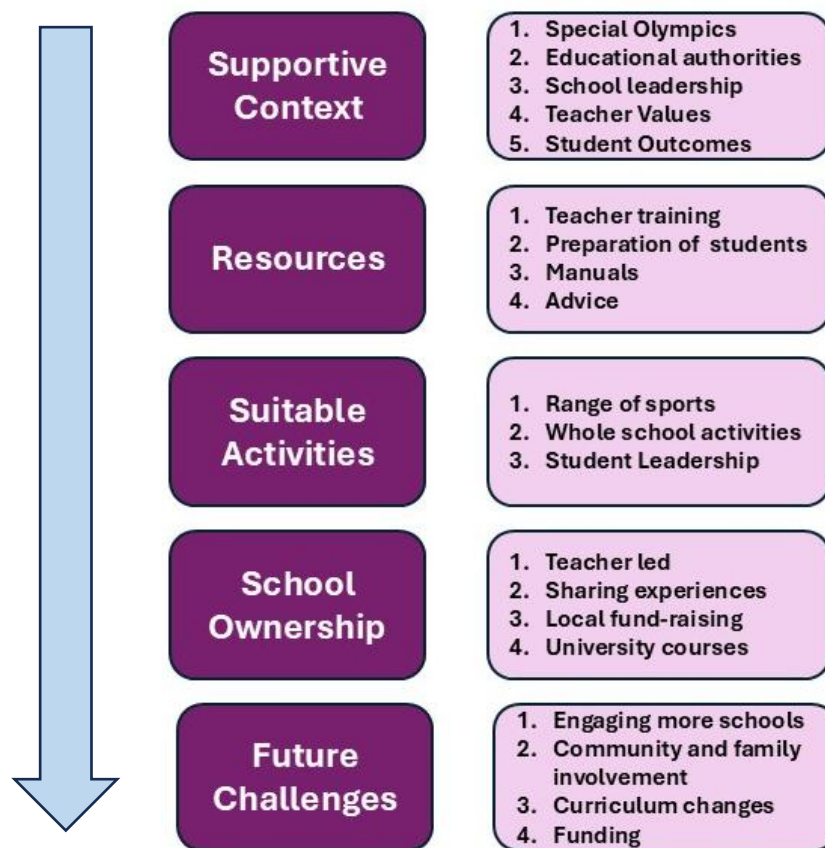 Supportive
Context
1. Special Olympics
2. Educational authorities
3. School leadership
4. Teacher Values
5. Student Outcomes
Resources
1. Teacher training
2. Preparation of students
3. Manuals
4. Advice
Suitable
Activities
1. Range of sports
2. Whole school activities
3. Student Leadership
School
Ownership
1. Teacher led
2. Sharing experiences
3. Local fund-raising
4. University courses
Future
Challenges
1. Engaging more schools
2. Community and family
involvement
3. Curriculum changes
4. Funding